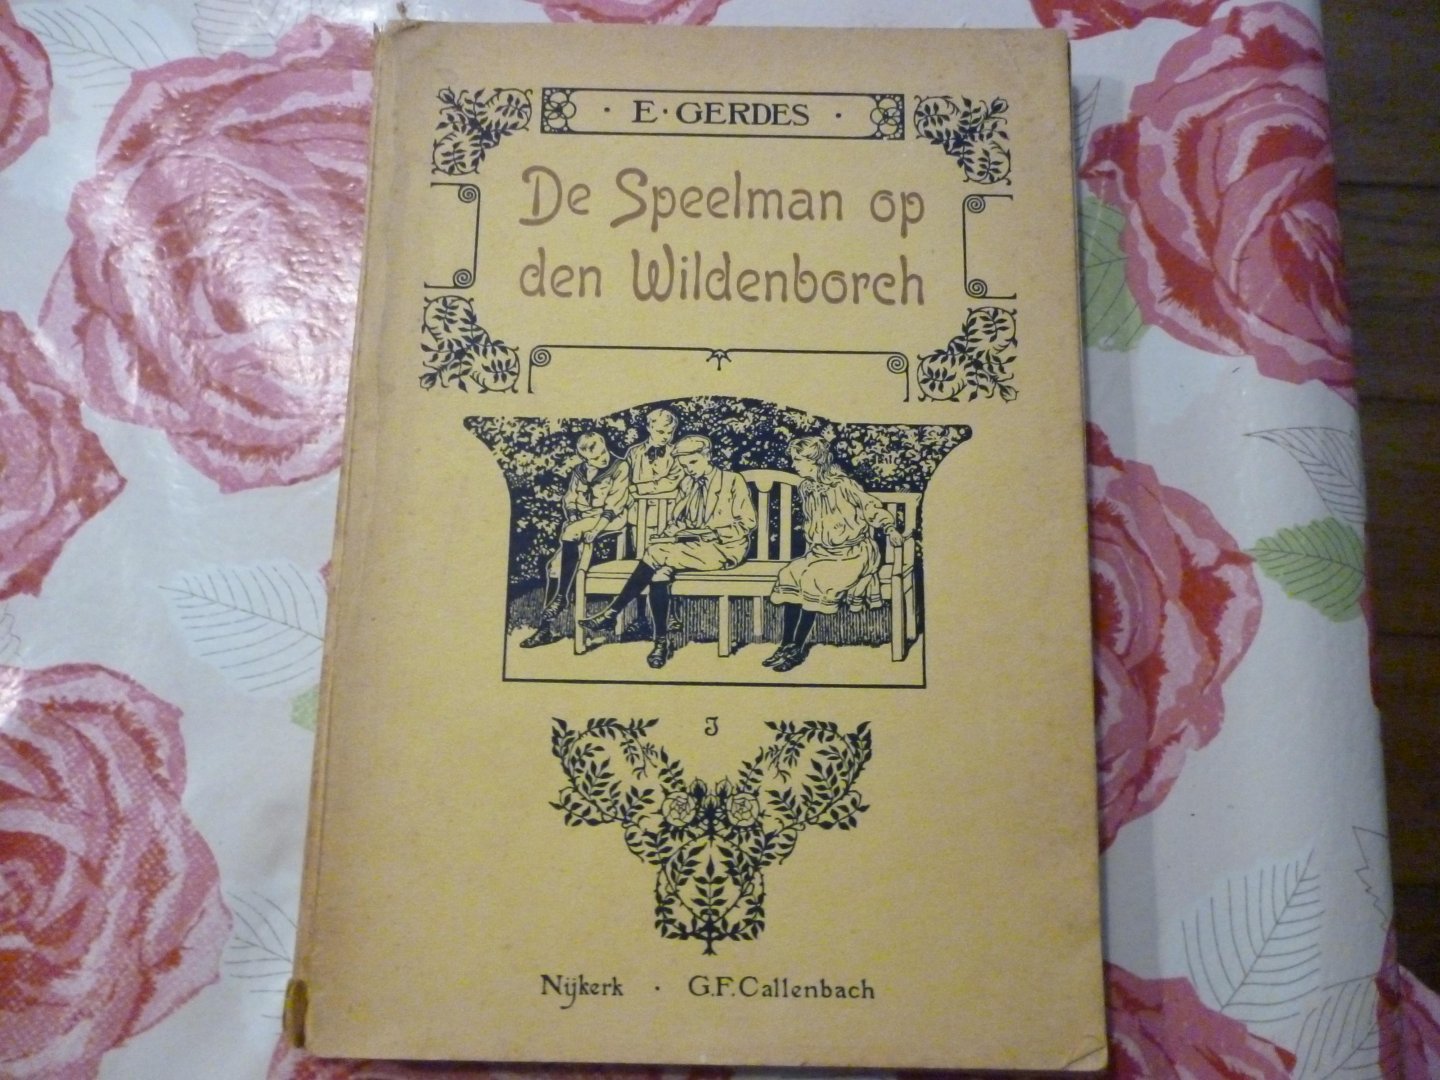 · E · GERDES ·
De Speelman op
den Wildenborch
J
Nijkerk · G.F. Callenbach